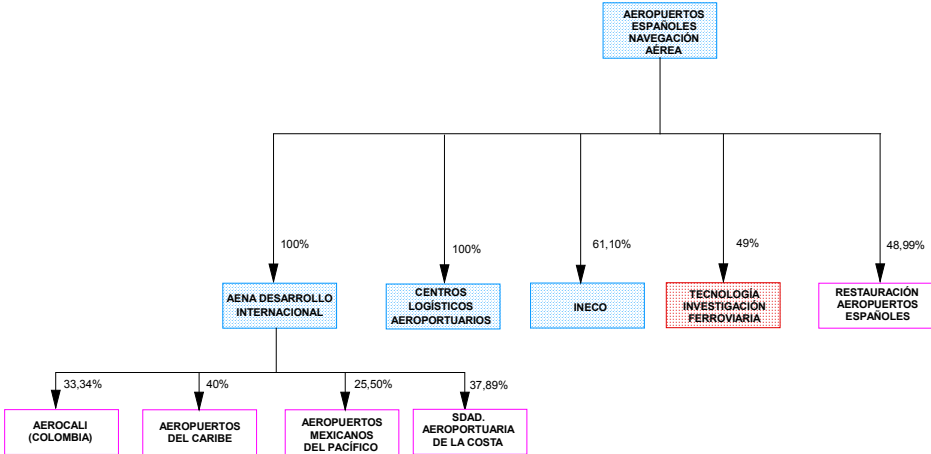 AEROPUERTOS
ESPAÑOLES
NAVEGACIÓN
AÉREA
100%
100%
61,10%
49%
48,99%
AENA DESARROLLO
INTERNACIONAL
CENTROS
LOGÍSTICOS
AEROPORTUARIOS
INECO
TECNOLOGÍA
INVESTIGACIÓN
FERROVIARIA
RESTAURACIÓN
AEROPUERTOS
ESPAÑOLES
33,34%
40%
25,50%
37,89%
AEROCALI
(COLOMBIA)
AEROPUERTOS
DEL CARIBE
AEROPUERTOS
MEXICANOS
DEL PACÍFICO
SDAD.
AEROPORTUARIA
DE LA COSTA